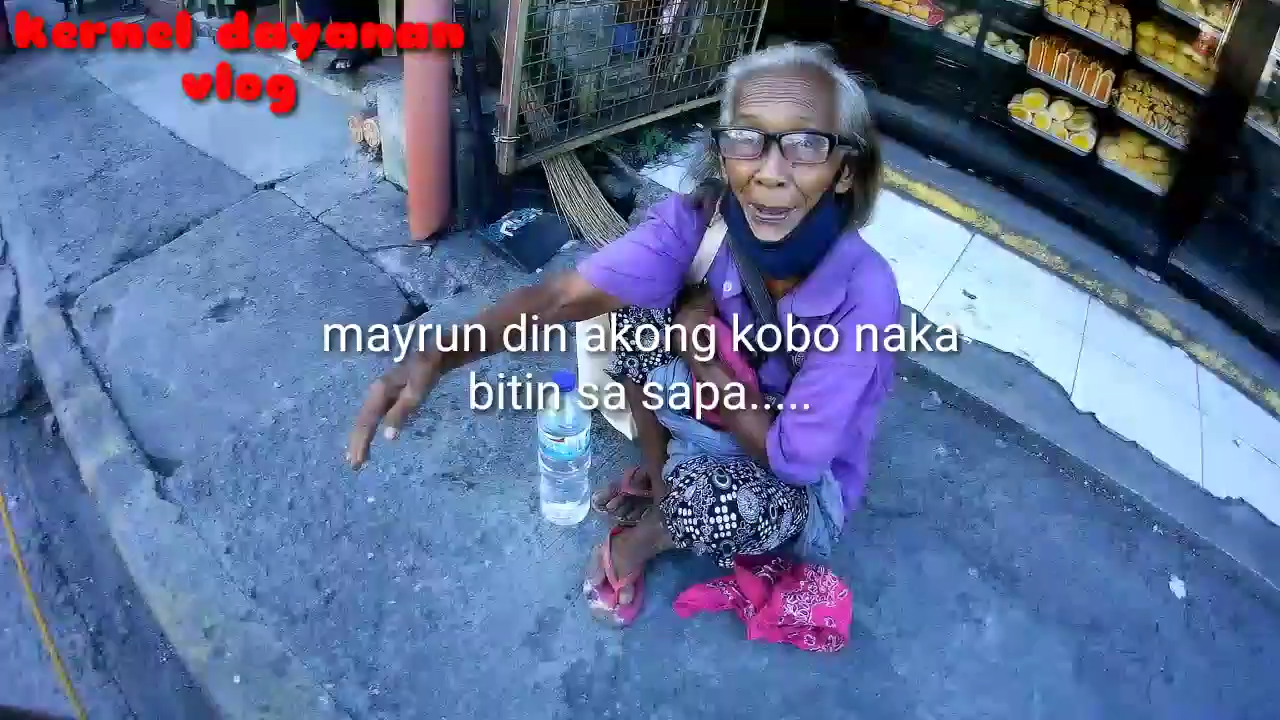 Kernel dayanan
vlog
mayrun din akong kobo naka
bitin sa sapa.....